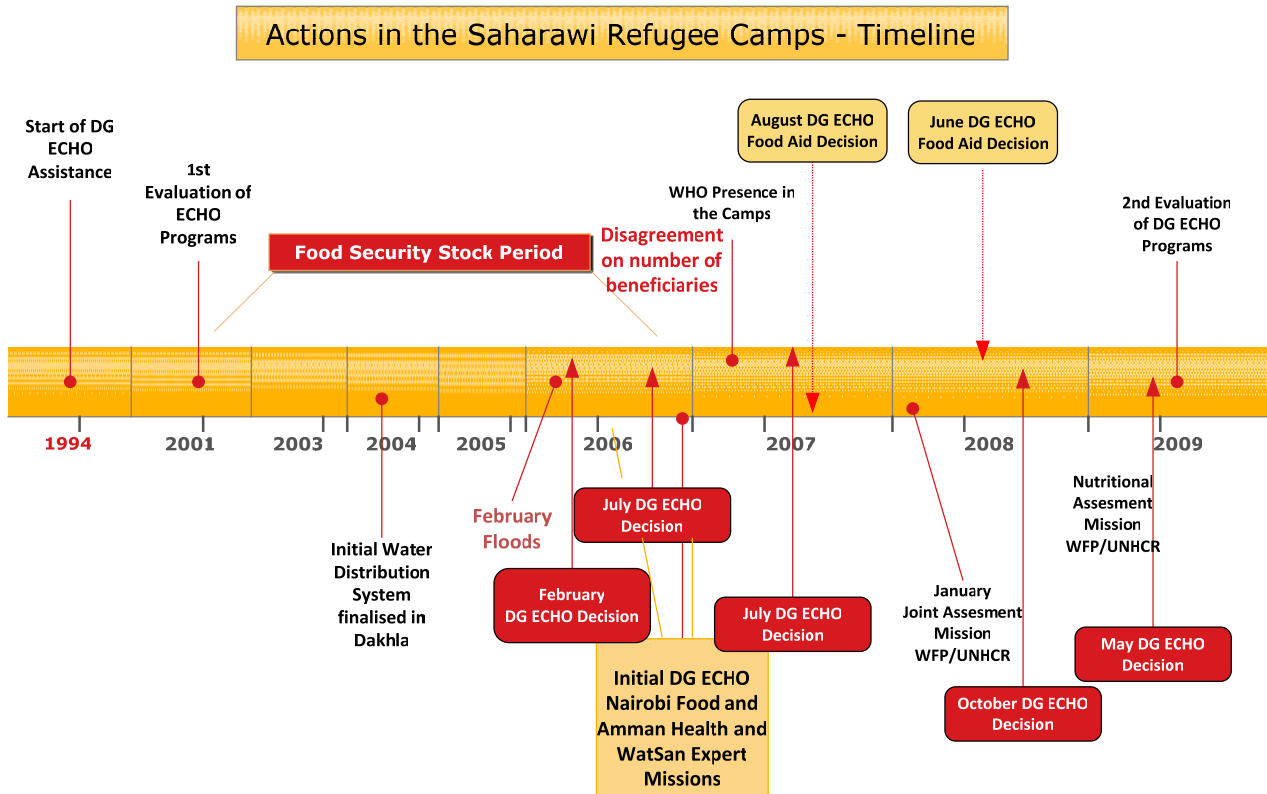 Actions in the Saharawi Refugee Camps - Timeline
Start of DG
ECHO
Assistance
1st
Evaluation of
ECHO
Programs
Food Security Stock Period
Disagreement
on number of
beneficiaries
WHO Presence in
the Camps
August DG ECHO
Food Aid Decision
June DG ECHO
Food Aid Decision
2nd Evaluation
of DG ECHO
Programs
1994
2001
2003
2004
2005
2006
2007
2008
2009
Initial Water
Distribution
System
finalised in
Dakhla
February
Floods
February
DG ECHO Decision
July DG ECHO
Decision
Initial DG ECHO
Nairobi Food and
Amman Health and
WatSan Expert
Missions
July DG ECHO
Decision
January
Joint Assesment
Mission
WFP/UNHCR
October DG ECHO
Decision
Nutritional
Assesment
Mission
WFP/UNHCR
May DG ECHO
Decision